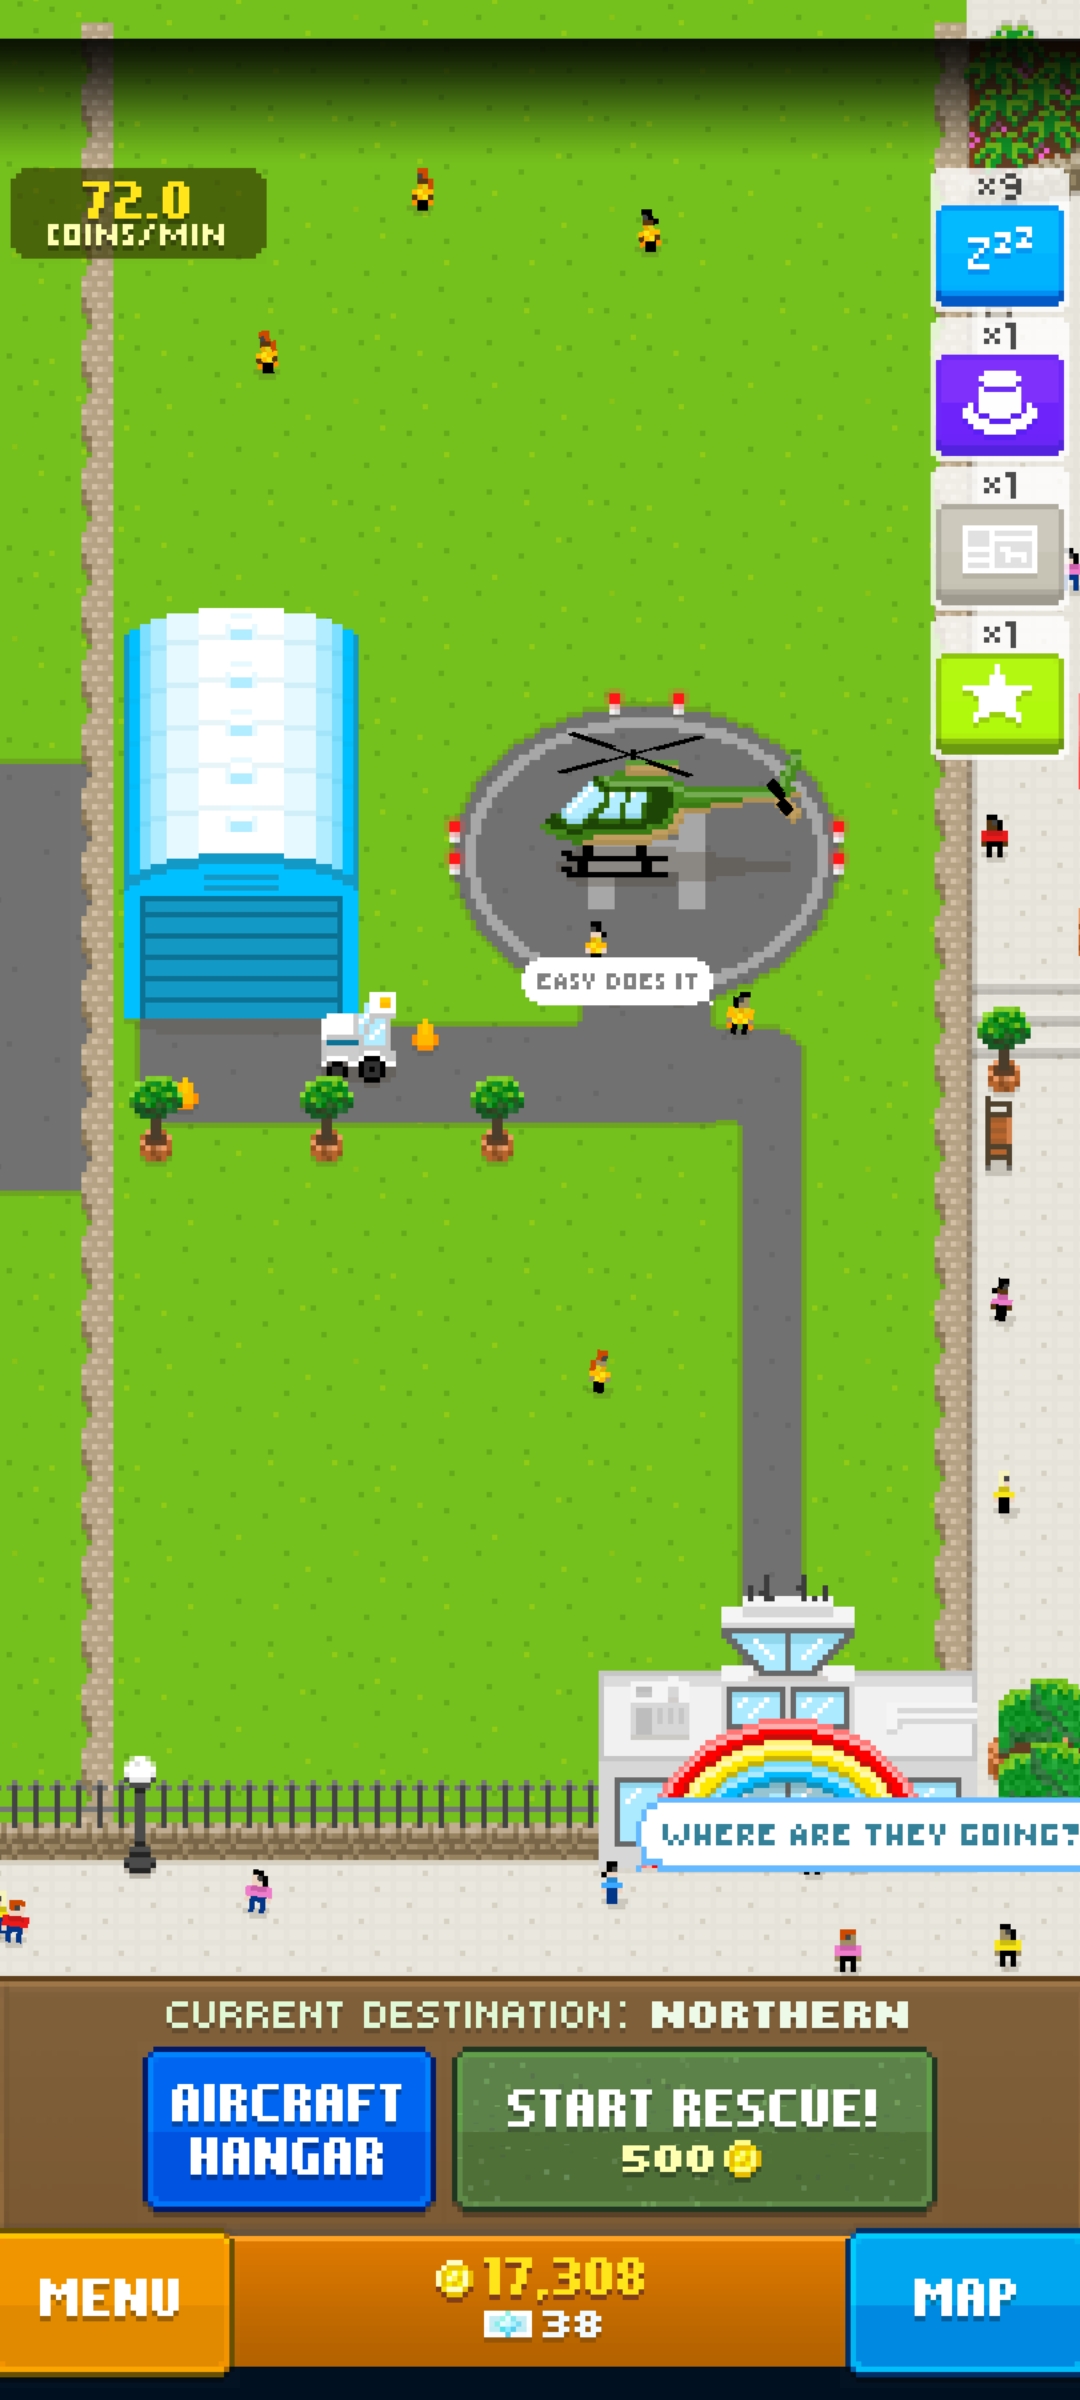 72.0
COINS/MIN
x9
zzz
x1
x1
x1
EASY DOES IT
WHERE ARE THEY GOING?
CURRENT DESTINATION: NORTHERN
AIRCRAFT
HANGAR
START RESCUE!
500
MENU
17,308
38
MAP